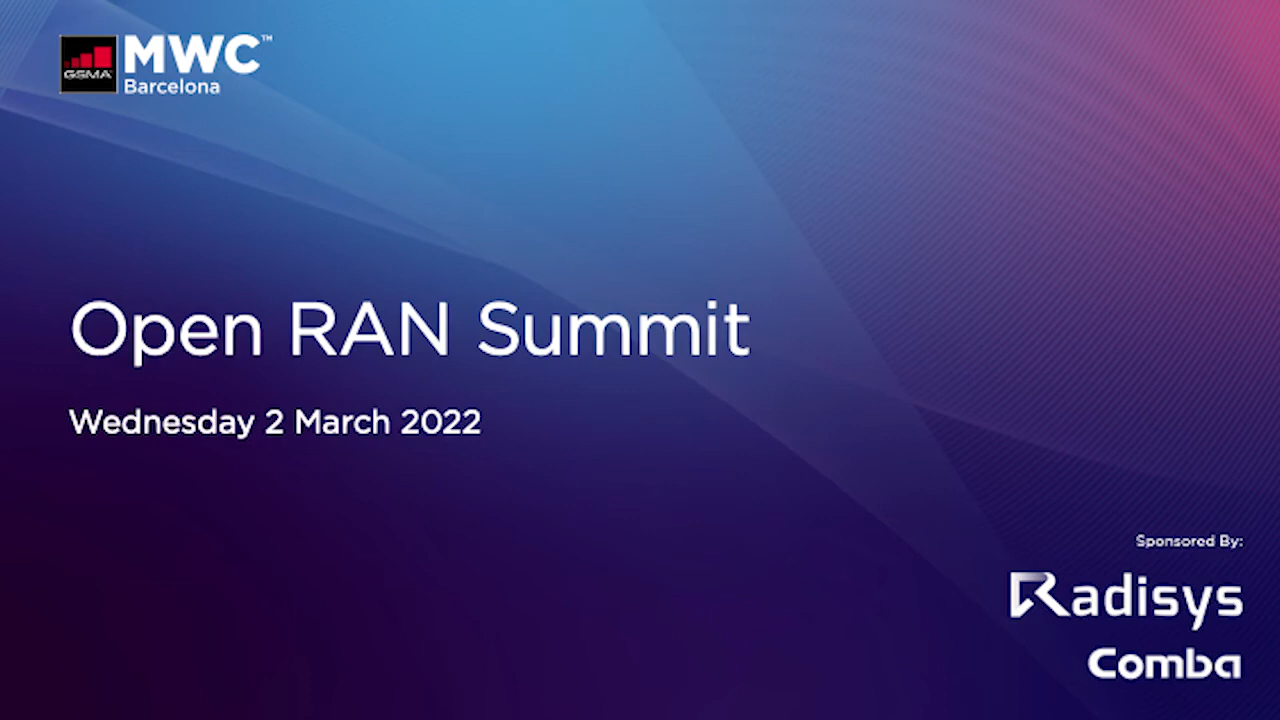 GSMA
MWC™
Barcelona
Open RAN Summit
Wednesday 2 March 2022
Sponsored By:
Radisys
Comba